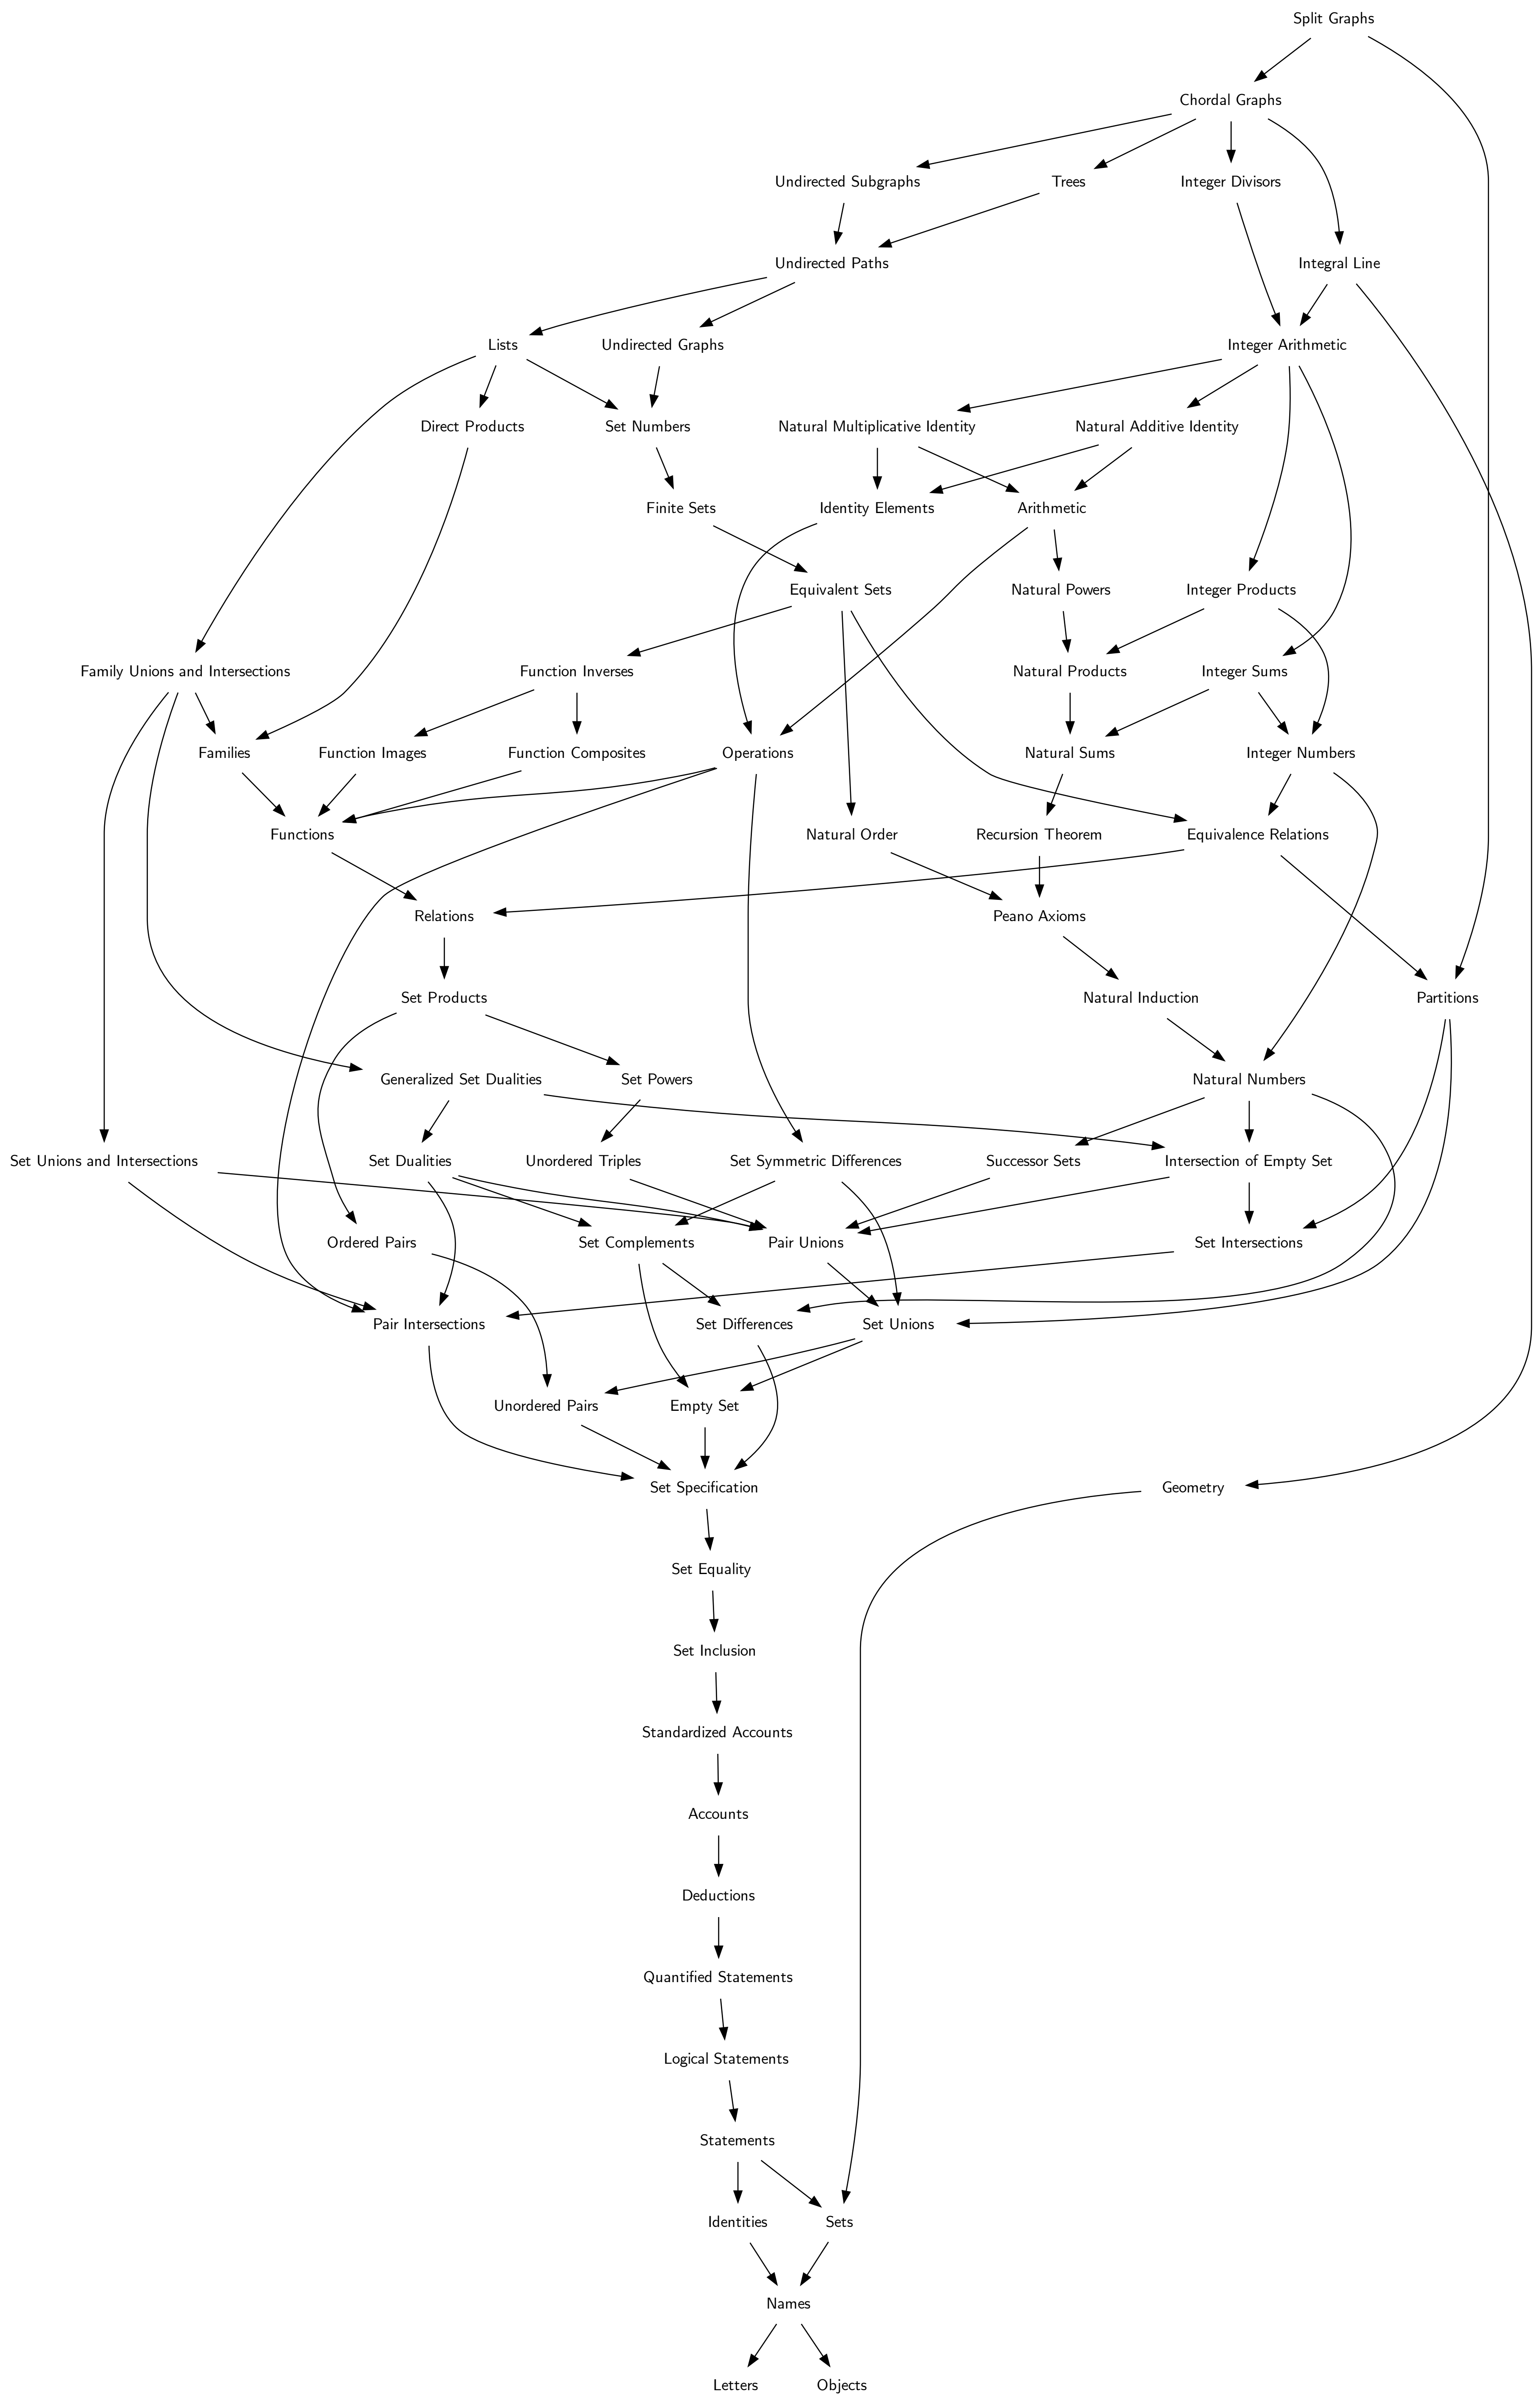 Split Graphs
Chordal Graphs
Undirected Subgraphs
Trees
Integer Divisors
Undirected Paths
Integral Line
Lists
Undirected Graphs
Integer Arithmetic
Direct Products
Set Numbers
Natural Multiplicative Identity
Natural Additive Identity
Finite Sets
Identity Elements
Arithmetic
Equivalent Sets
Natural Powers
Integer Products
Family Unions and Intersections
Function Inverses
Natural Products
Integer Sums
Families
Function Images
Function Composites
Operations
Natural Sums
Integer Numbers
Functions
Natural Order
Recursion Theorem
Equivalence Relations
Relations
Peano Axioms
Set Products
Natural Induction
Partitions
Generalized Set Dualities
Set Powers
Natural Numbers
Set Unions and Intersections
Set Dualities
Unordered Triples
Set Symmetric Differences
Successor Sets
Intersection of Empty Set
Ordered Pairs
Set Complements
Pair Unions
Set Intersections
Pair Intersections
Set Differences
Set Unions
Unordered Pairs
Empty Set
Set Specification
Geometry
Set Equality
Set Inclusion
Standardized Accounts
Accounts
Deductions
Quantified Statements
Logical Statements
Statements
Identities
Sets
Names
Letters
Objects